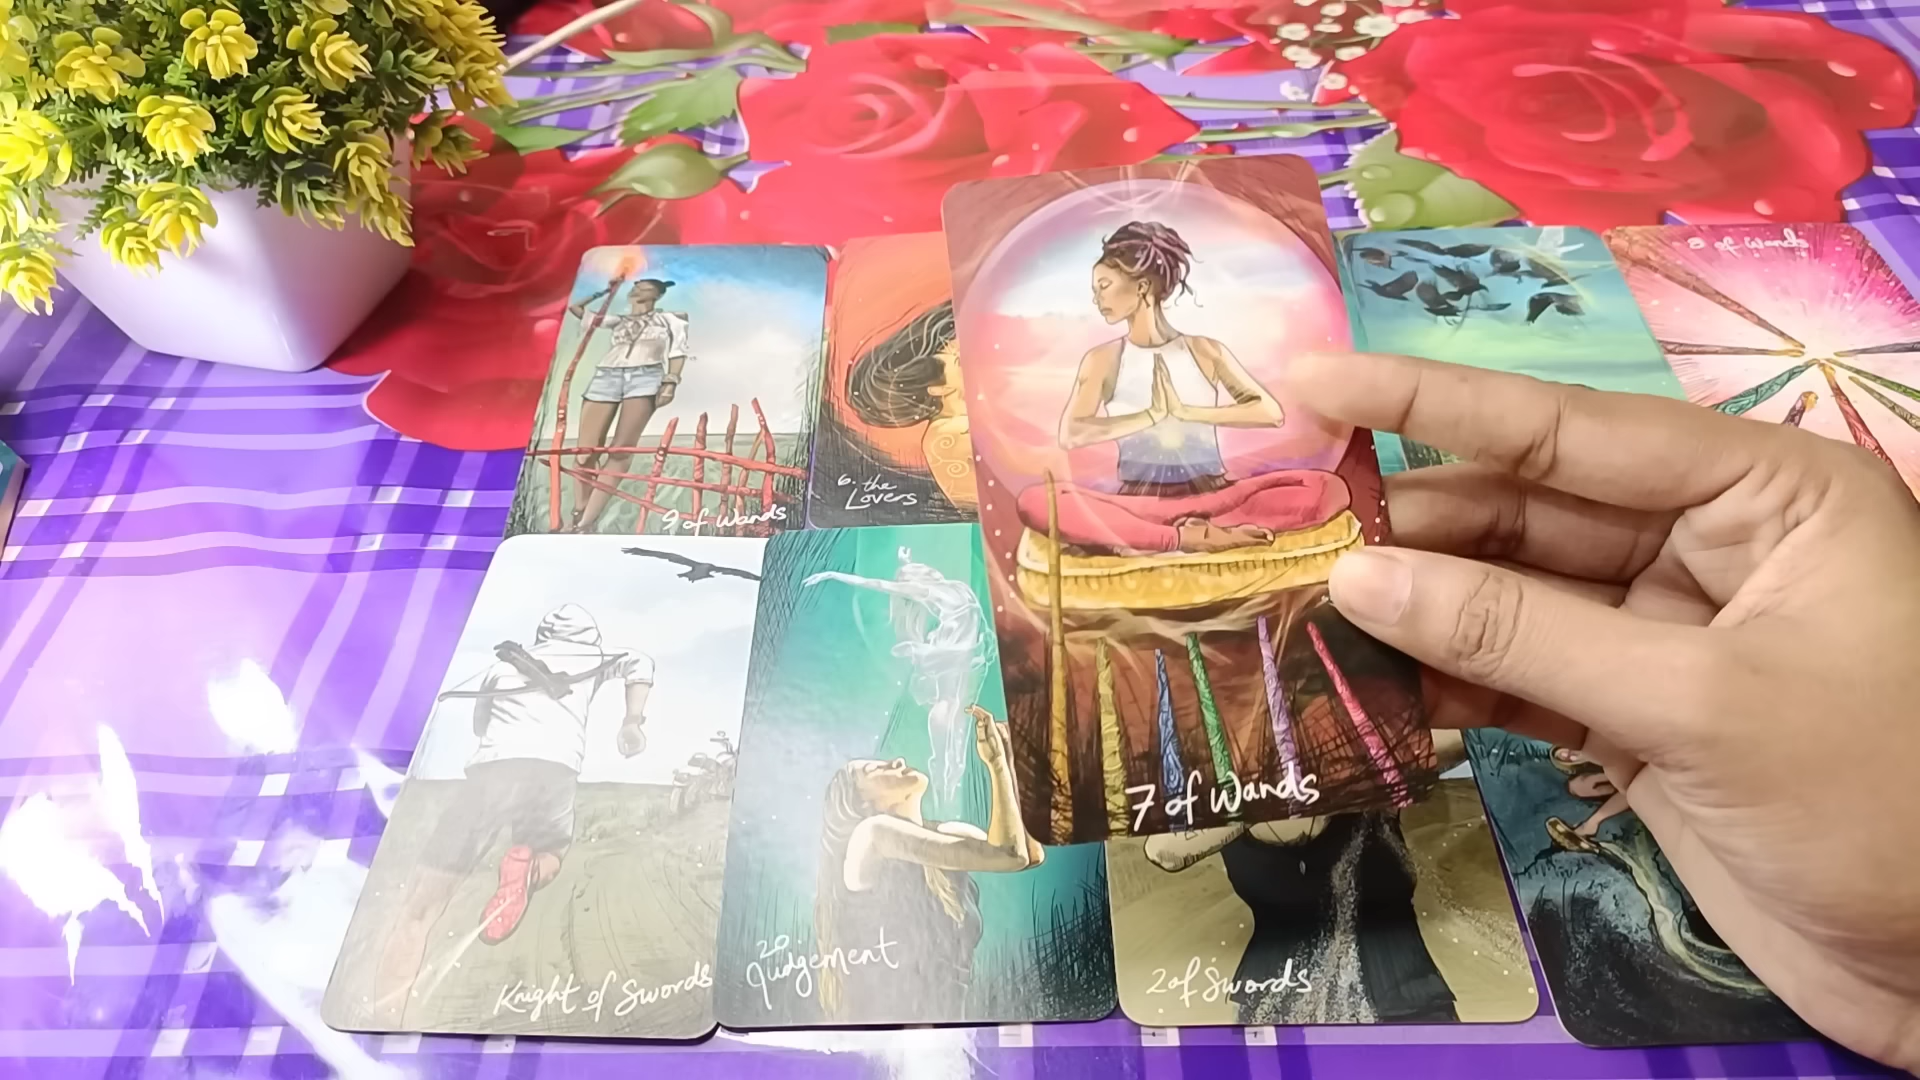 8 of Wands
9 of Wands
6. the
Lovers
7 of Wands
Knight of Swords
20
Judgement
2 of Swords